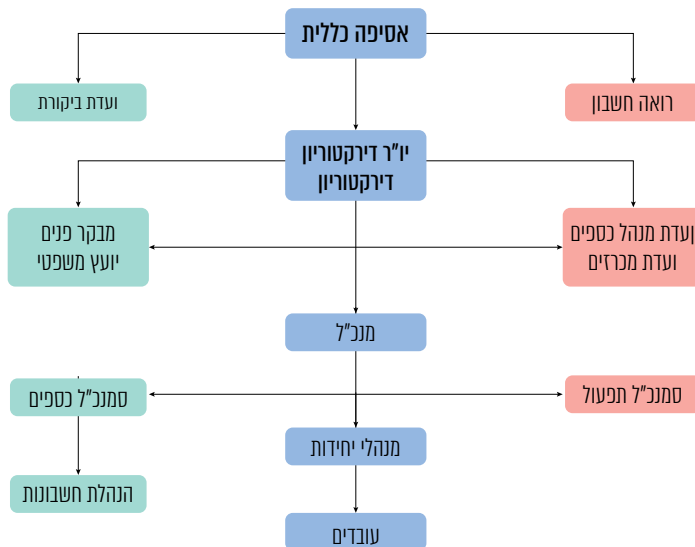 אסיפה כללית
רואה חשבון
ועדת ביקורת
יו"ר דירקטוריון
דירקטוריון
ועדת מנהל כספים
ועדת מכרזים
מבקר פנים
יועץ משפטי
מנכ"ל
סמנכ"ל תפעול
סמנכ"ל כספים
מנהלי יחידות
הנהלת חשבונות
עובדים